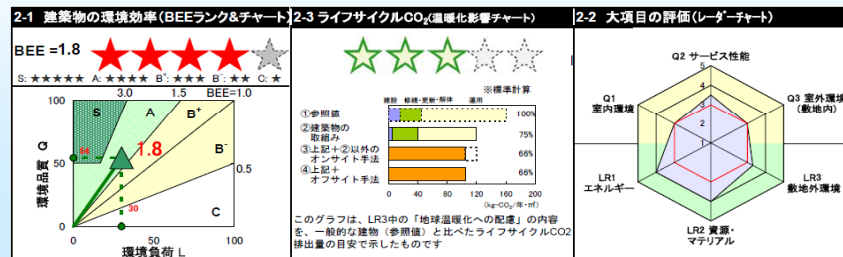 2-1 建築物の環境効率(BEEランク&チャート)
BEE =1.8
S: ★★★★★ A: ★★★★ B⁺: ★★★ B⁻: ★★ C: ★
3.0 1.5 BEE=1.0
100
S A B⁺
54
1.8
50
B⁻
0.5
30
C
0
0 50 100
環境品質 Q
環境負荷 L
2-3 ライフサイクルCO₂(温暖化影響チャート)
※標準計算
建設 修繕・更新・解体 運用
①参照値 100%
②建築物の取組み 75%
③上記+②以外の
オンサイト手法 66%
④上記+
オフサイト手法 66%
0 40 80 120 160 200
(kg-CO₂/年・㎡)
このグラフは、LR3中の「地球温暖化への配慮」の内容
を、一般的な建物(参照値)と比べたライフサイクルCO2
排出量の目安で示したものです
2-2 大項目の評価(レーダーチャート)
Q2 サービス性能
5
4
3
2
1
Q1
室内環境
Q3 室外環境
(敷地内)
LR1
エネルギー
LR3
敷地外環境
LR2 資源・
マテリアル